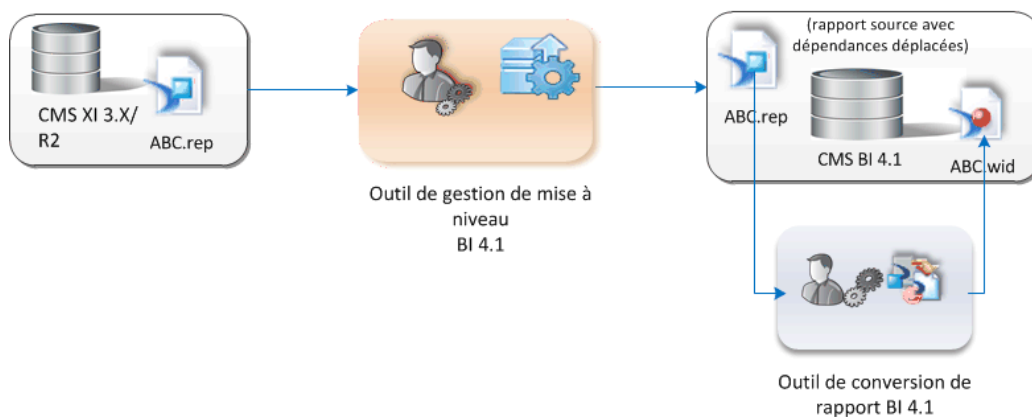 CMS XI 3.X/
R2
ABC.rep
Outil de gestion de mise à
niveau
BI 4.1
(rapport source avec
dépendances déplacées)
ABC.rep
CMS BI 4.1
ABC.wid
Outil de conversion de
rapport BI 4.1